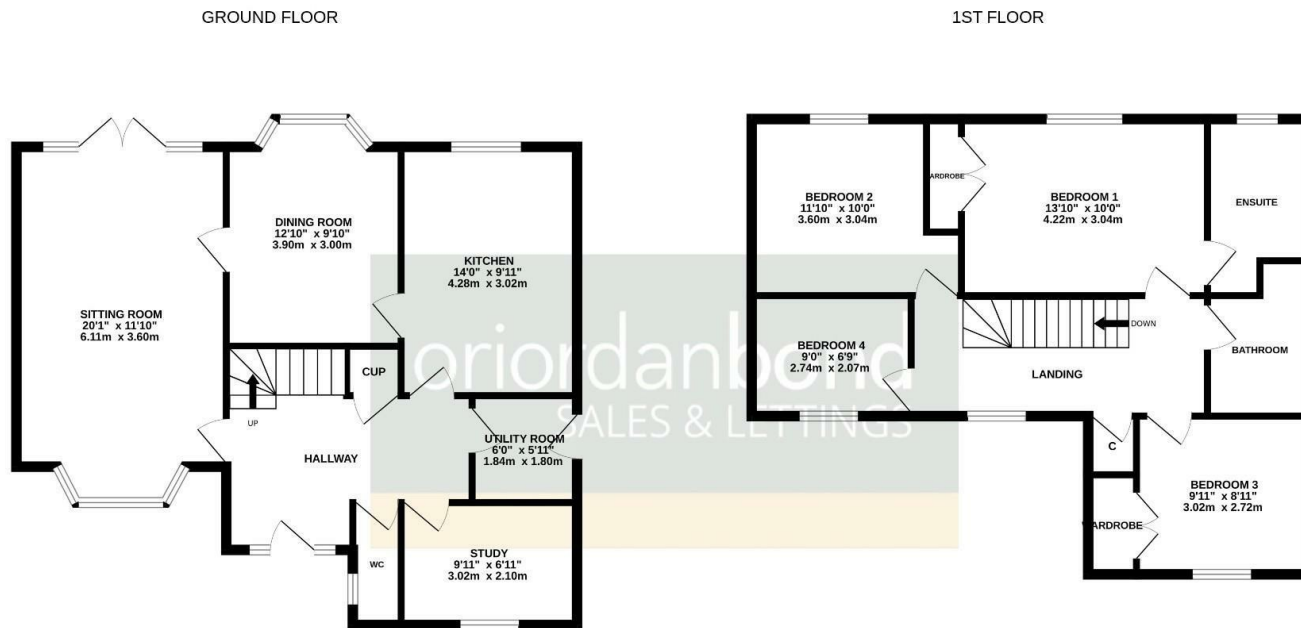 GROUND FLOOR
1ST FLOOR
SITTING ROOM
20'1" x 11'10"
6.11m x 3.60m
DINING ROOM
12'10" x 9'10"
3.90m x 3.00m
KITCHEN
14'0" x 9'11"
4.28m x 3.02m
CUP
UP
HALLWAY
UTILITY ROOM
6'0" x 5'11"
1.84m x 1.80m
WC
STUDY
9'11" x 6'11"
3.02m x 2.10m
oriordanbond
SALES & LETTINGS
BEDROOM 2
11'10" x 10'0"
3.60m x 3.04m
ARDROBE
BEDROOM 1
13'10" x 10'0"
4.22m x 3.04m
ENSUITE
BEDROOM 4
9'0" x 6'9"
2.74m x 2.07m
DOWN
LANDING
BATHROOM
C
WARDROBE
BEDROOM 3
9'11" x 8'11"
3.02m x 2.72m